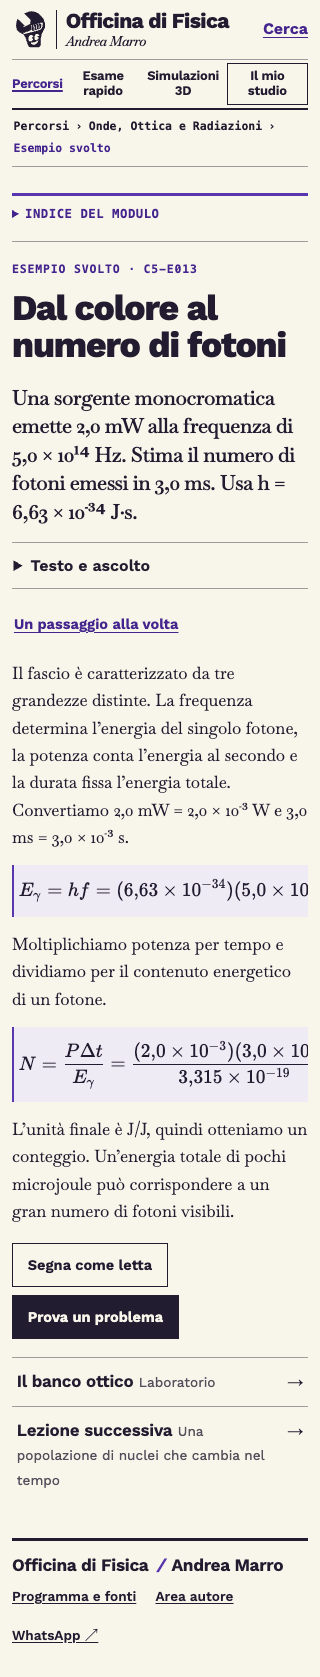 Officina di Fisica
Andrea Marro
Cerca
Percorsi
Esame
rapido
Simulazioni
3D
Il mio
studio
Percorsi › Onde, Ottica e Radiazioni ›
Esempio svolto
▶ INDICE DEL MODULO
ESEMPIO SVOLTO · C5–E013
Dal colore al
numero di fotoni
Una sorgente monocromatica
emette 2,0 mW alla frequenza di
5,0 × 10¹⁴ Hz. Stima il numero di
fotoni emessi in 3,0 ms. Usa h =
6,63 × 10⁻³⁴ J·s.
▶ Testo e ascolto
Un passaggio alla volta
Il fascio è caratterizzato da tre
grandezze distinte. La frequenza
determina l’energia del singolo fotone,
la potenza conta l’energia al secondo e
la durata fissa l’energia totale.
Convertiamo 2,0 mW = 2,0 × 10⁻³ W e 3,0
ms = 3,0 × 10⁻³ s.
Eγ = hf = (6,63 × 10⁻³⁴)(5,0 × 10
Moltiplichiamo potenza per tempo e
dividiamo per il contenuto energetico
di un fotone.
N = PΔt / Eγ = (2,0 × 10⁻³)(3,0 × 10 / 3,315 × 10⁻¹⁹
L’unità finale è J/J, quindi otteniamo un
conteggio. Un’energia totale di pochi
microjoule può corrispondere a un
gran numero di fotoni visibili.
Segna come letta
Prova un problema
Il banco ottico Laboratorio →
Lezione successiva Una →
popolazione di nuclei che cambia nel
tempo
Officina di Fisica / Andrea Marro
Programma e fonti Area autore
WhatsApp ↗